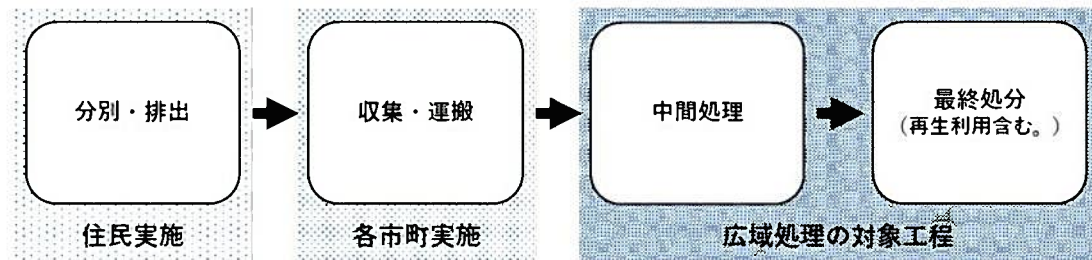 分別・排出
収集・運搬
中間処理
最終処分
（再生利用含む。）
住民実施
各市町実施
広域処理の対象工程